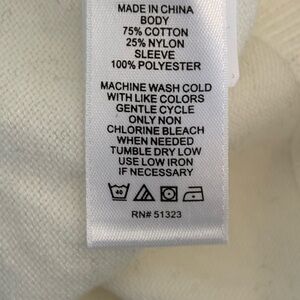 MADE IN CHINA
BODY
75% COTTON
25% NYLON
SLEEVE
100% POLYESTER
MACHINE WASH COLD
WITH LIKE COLORS
GENTLE CYCLE
ONLY NON
CHLORINE BLEACH
WHEN NEEDED
TUMBLE DRY LOW
USE LOW IRON
IF NECESSARY
40
RN# 51323